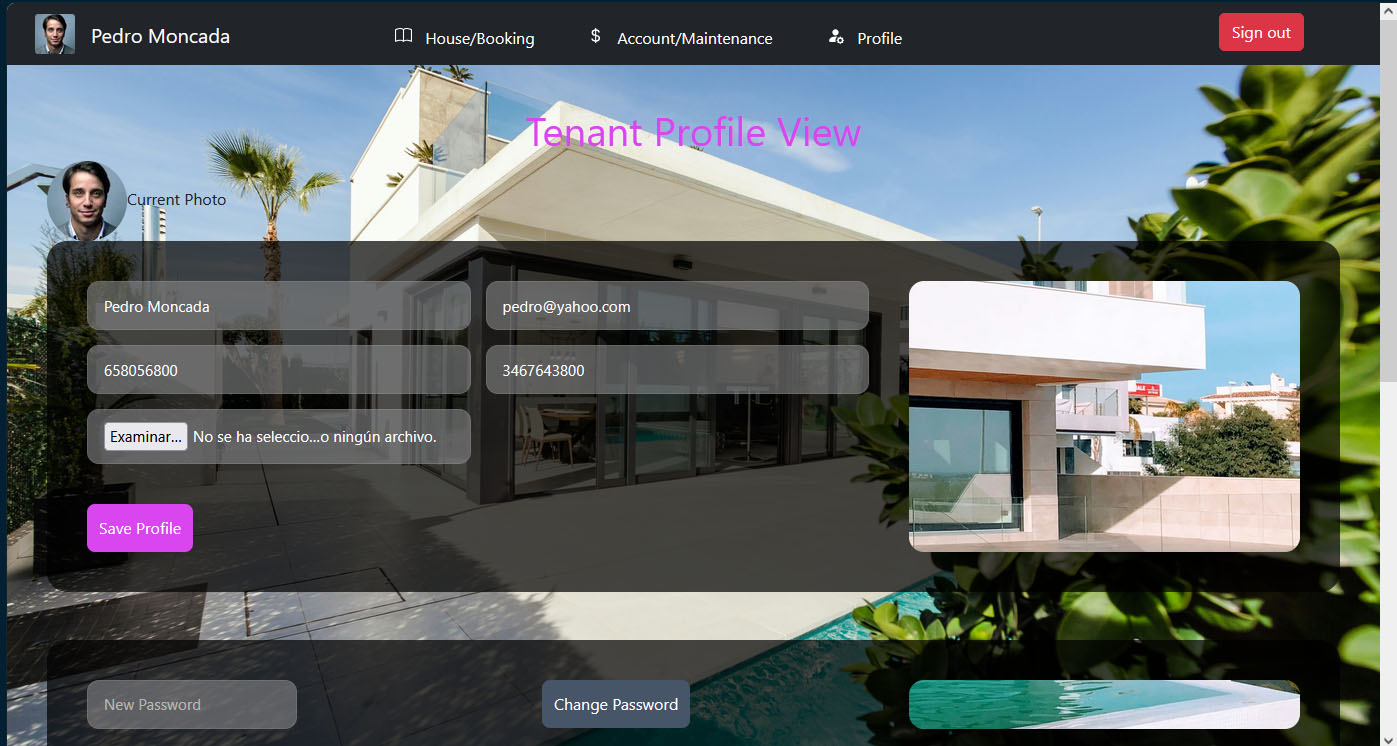 Pedro Moncada
House/Booking
$ Account/Maintenance
Profile
Sign out
Tenant Profile View
Current Photo
Pedro Moncada
pedro@yahoo.com
658056800
3467643800
Examinar... No se ha seleccio...o ningún archivo.
Save Profile
New Password
Change Password